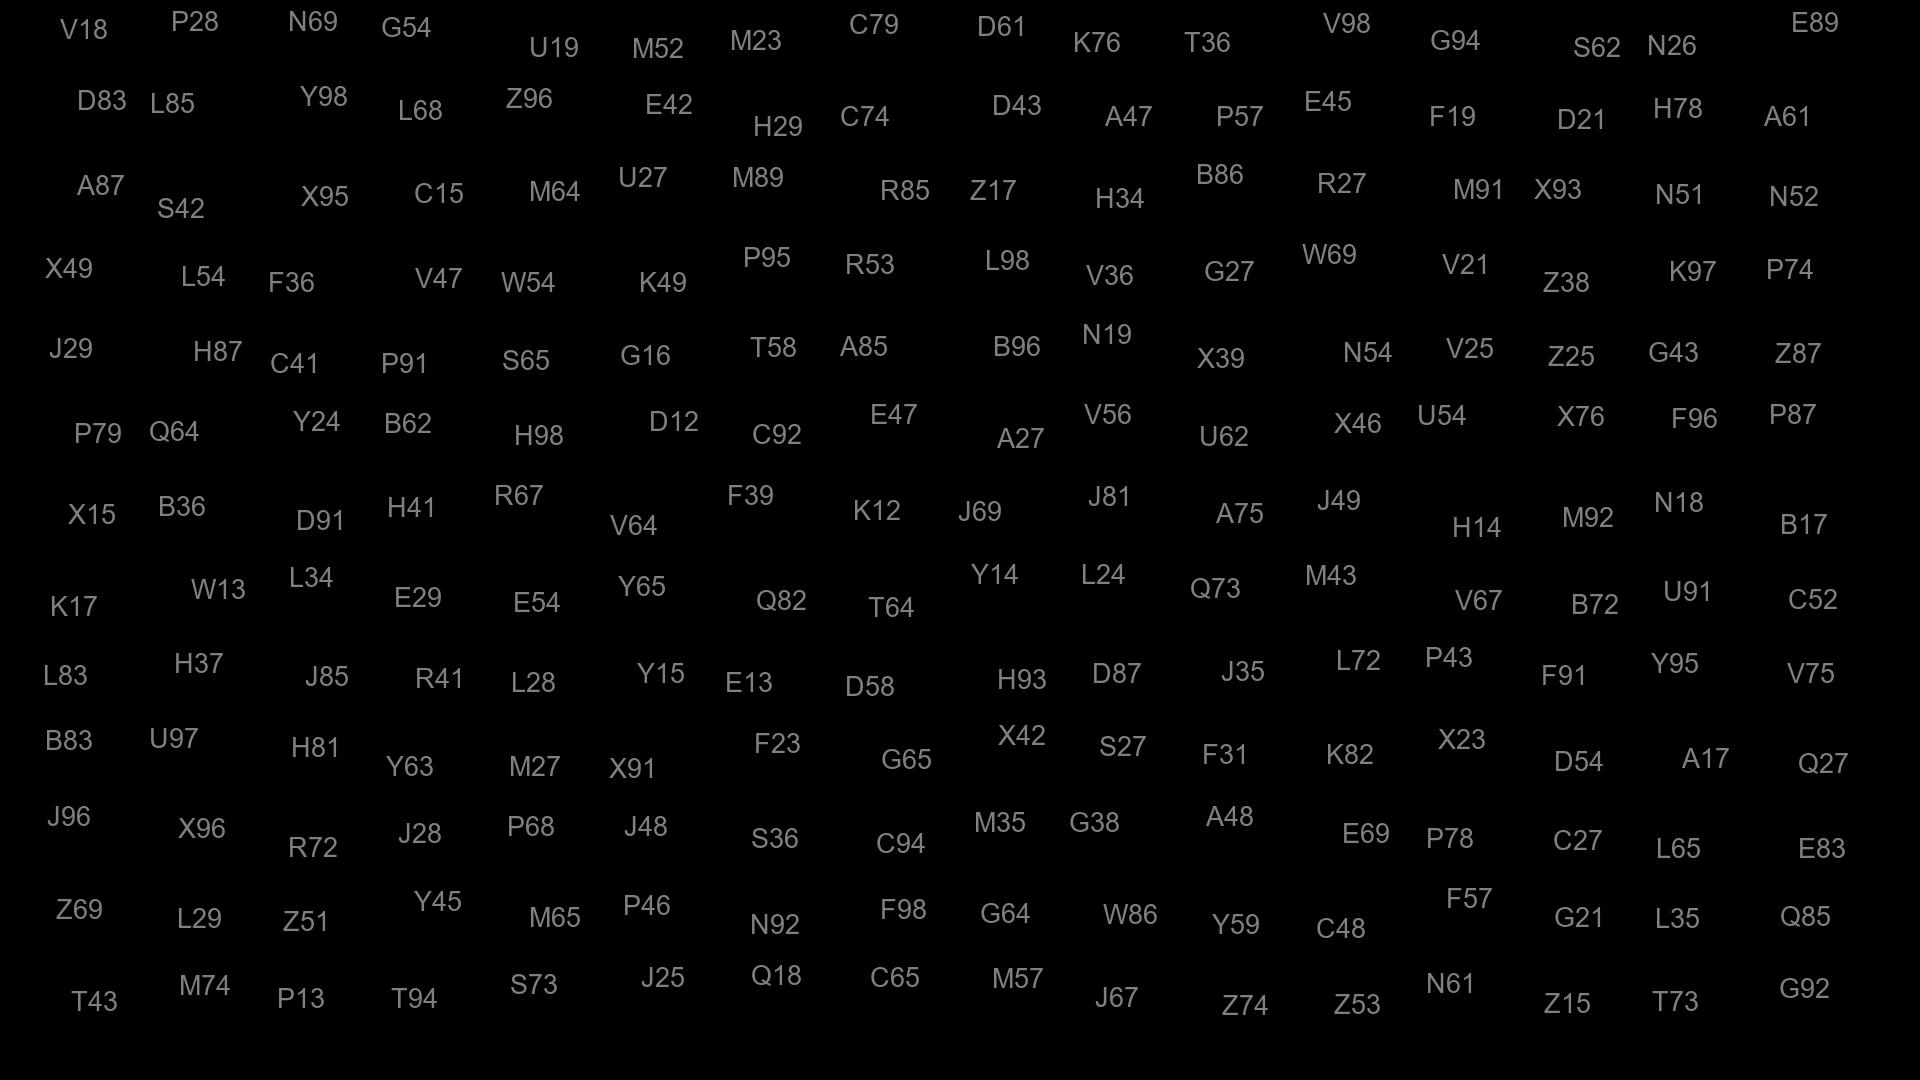 V18 P28 N69 G54 U19 M52 M23 C79 D61 K76 T36 V98 G94 S62 N26 E89
D83 L85 Y98 L68 Z96 E42 H29 C74 D43 A47 P57 E45 F19 D21 H78 A61
A87 S42 X95 C15 M64 U27 M89 R85 Z17 H34 B86 R27 M91 X93 N51 N52
X49 L54 F36 V47 W54 K49 P95 R53 L98 V36 G27 W69 V21 Z38 K97 P74
J29 H87 C41 P91 S65 G16 T58 A85 B96 N19 X39 N54 V25 Z25 G43 Z87
P79 Q64 Y24 B62 H98 D12 C92 E47 A27 V56 U62 X46 U54 X76 F96 P87
X15 B36 D91 H41 R67 V64 F39 K12 J69 J81 A75 J49 H14 M92 N18 B17
K17 W13 L34 E29 E54 Y65 Q82 T64 Y14 L24 Q73 M43 V67 B72 U91 C52
L83 H37 J85 R41 L28 Y15 E13 D58 H93 D87 J35 L72 P43 F91 Y95 V75
B83 U97 H81 Y63 M27 X91 F23 G65 X42 S27 F31 K82 X23 D54 A17 Q27
J96 X96 R72 J28 P68 J48 S36 C94 M35 G38 A48 E69 P78 C27 L65 E83
Z69 L29 Z51 Y45 M65 P46 N92 F98 G64 W86 Y59 C48 F57 G21 L35 Q85
T43 M74 P13 T94 S73 J25 Q18 C65 M57 J67 Z74 Z53 N61 Z15 T73 G92